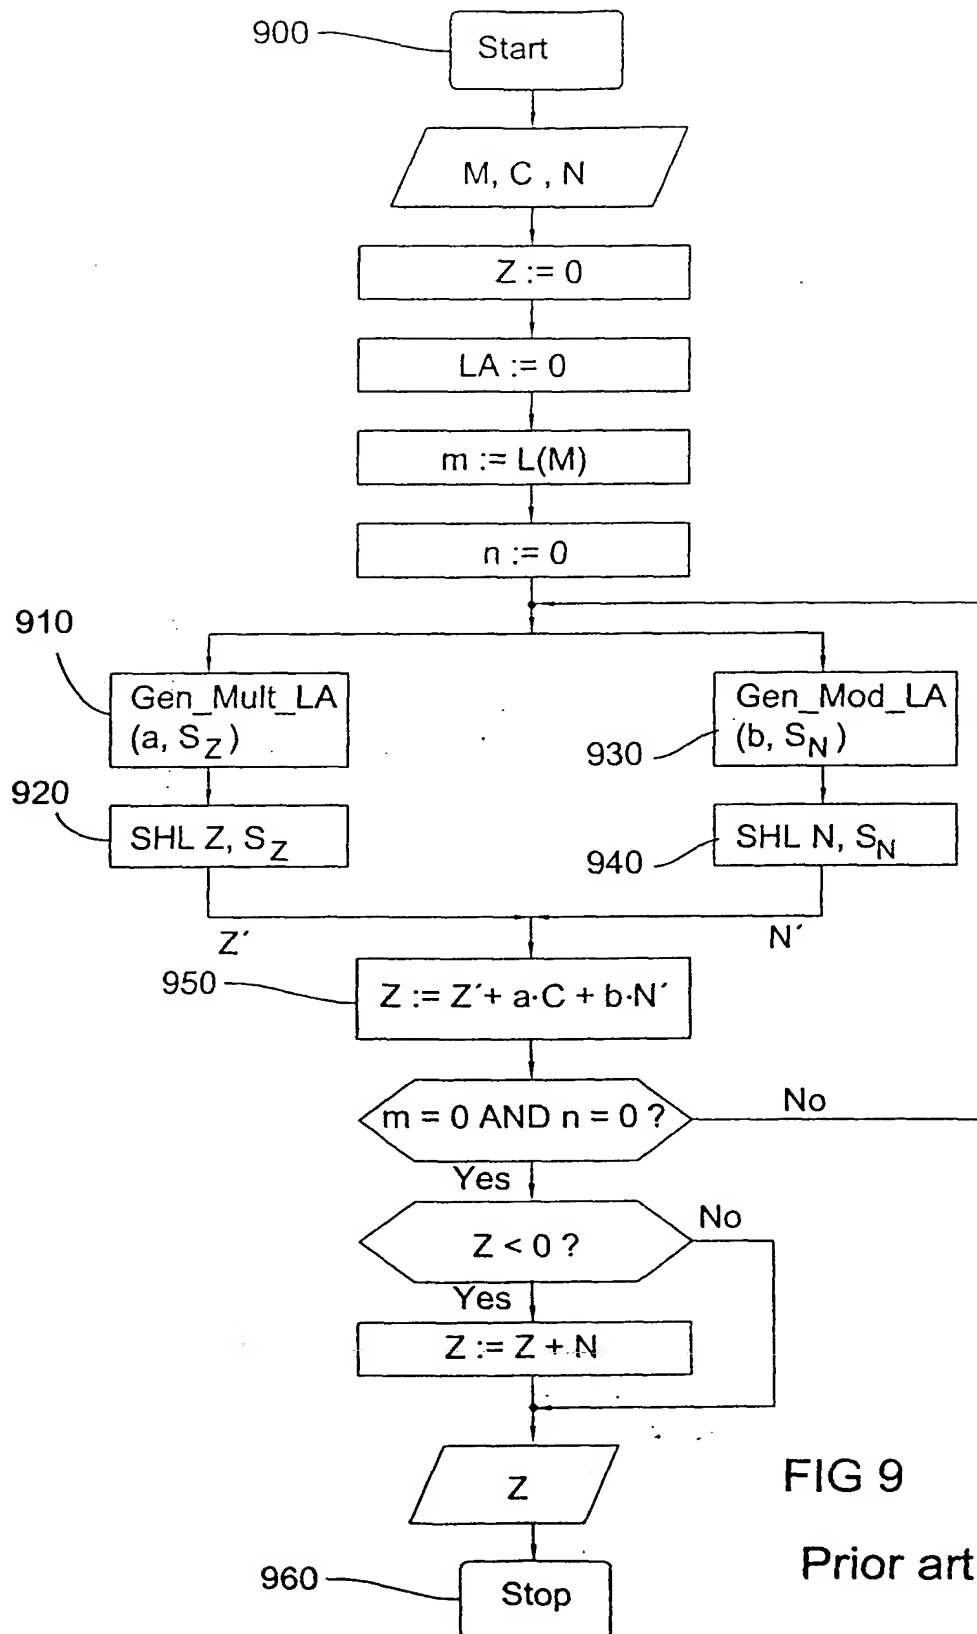 900
Start
M, C , N
Z := 0
LA := 0
m := L(M)
n := 0
910
Gen_Mult_LA
(a, S_Z)
Gen_Mod_LA
(b, S_N)
930
920
SHL Z, S_Z
SHL N, S_N
940
Z´
N´
950
Z := Z´+ a·C + b·N´
m = 0 AND n = 0 ?
No
Yes
Z < 0 ?
No
Yes
Z := Z + N
Z
FIG 9
Prior art
960
Stop